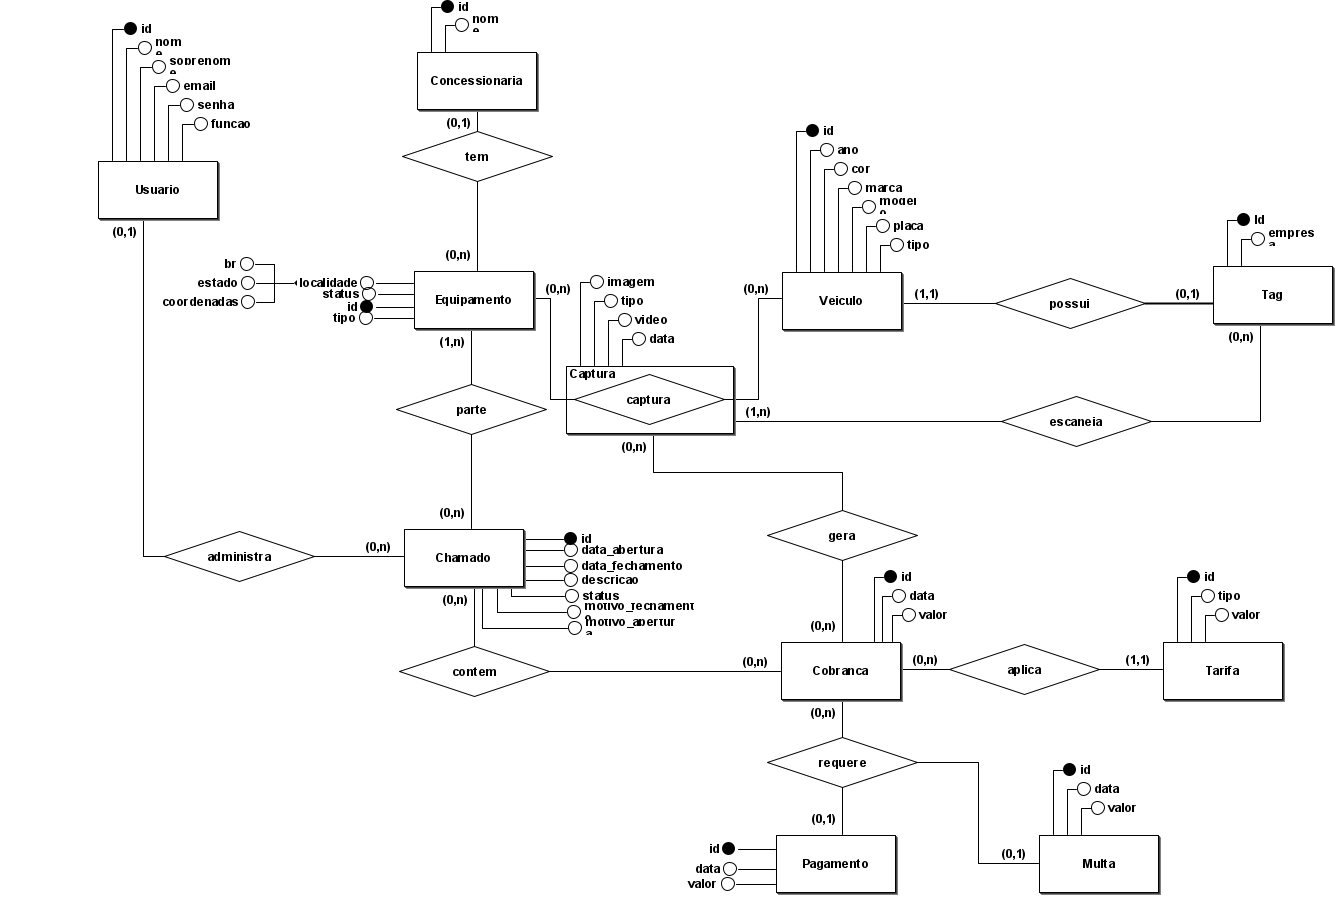 id
nome
Concessionaria
(0,1)
tem
(0,n)
id
nome
sobrenome
email
senha
funcao
Usuario
(0,1)
br
estado
coordenadas
localidade
status
id
tipo
Equipamento
(0,n)
(1,n)
parte
(0,n)
imagem
tipo
video
data
Captura
captura
(0,n)
(1,n)
(0,n)
id
ano
cor
marca
modelo
placa
tipo
Veiculo
(1,1)
possui
(0,1)
Id
empresa
Tag
(0,n)
escaneia
administra
(0,n)
Chamado
id
data_abertura
data_fechamento
descricao
status
motivo_fechamento
motivo_abertura
(0,n)
contem
(0,n)
gera
(0,n)
id
data
valor
Cobranca
(0,n)
aplica
(1,1)
id
tipo
valor
Tarifa
(0,n)
requere
(0,1)
id
data
valor
Pagamento
(0,1)
id
data
valor
Multa